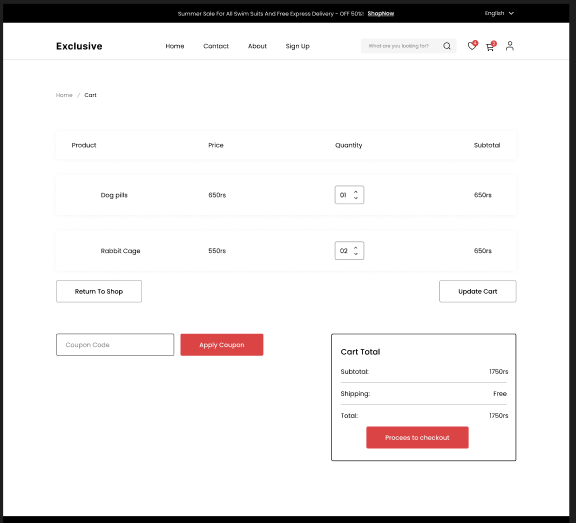 Summer Sale For All Swim Suits And Free Express Delivery - OFF 50%! ShopNow
English
Exclusive
Home Contact About Sign Up
What are you looking for?
Home / Cart
Product Price Quantity Subtotal
Dog pills 650rs 01 650rs
Rabbit Cage 550rs 02 650rs
Return To Shop Update Cart
Coupon Code Apply Coupon
Cart Total
Subtotal: 1750rs
Shipping: Free
Total: 1750rs
Procees to checkout